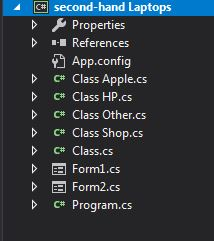 C# second-hand Laptops
Properties
References
App.config
C# Class Apple.cs
C# Class HP.cs
C# Class Other.cs
C# Class Shop.cs
C# Class.cs
Form1.cs
Form2.cs
C# Program.cs